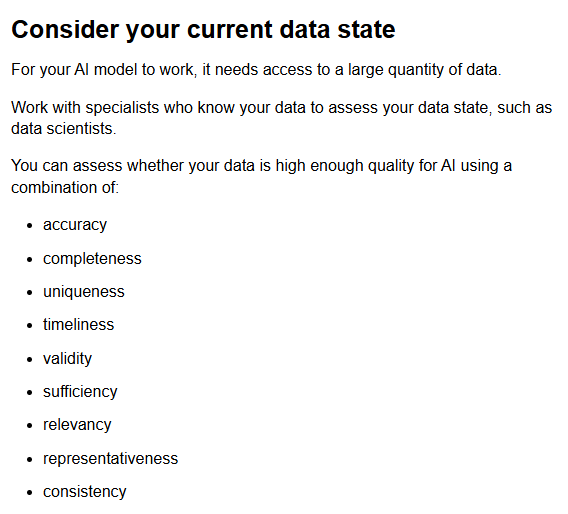 Consider your current data state
For your AI model to work, it needs access to a large quantity of data.
Work with specialists who know your data to assess your data state, such as
data scientists.
You can assess whether your data is high enough quality for AI using a
combination of:
• accuracy
• completeness
• uniqueness
• timeliness
• validity
• sufficiency
• relevancy
• representativeness
• consistency